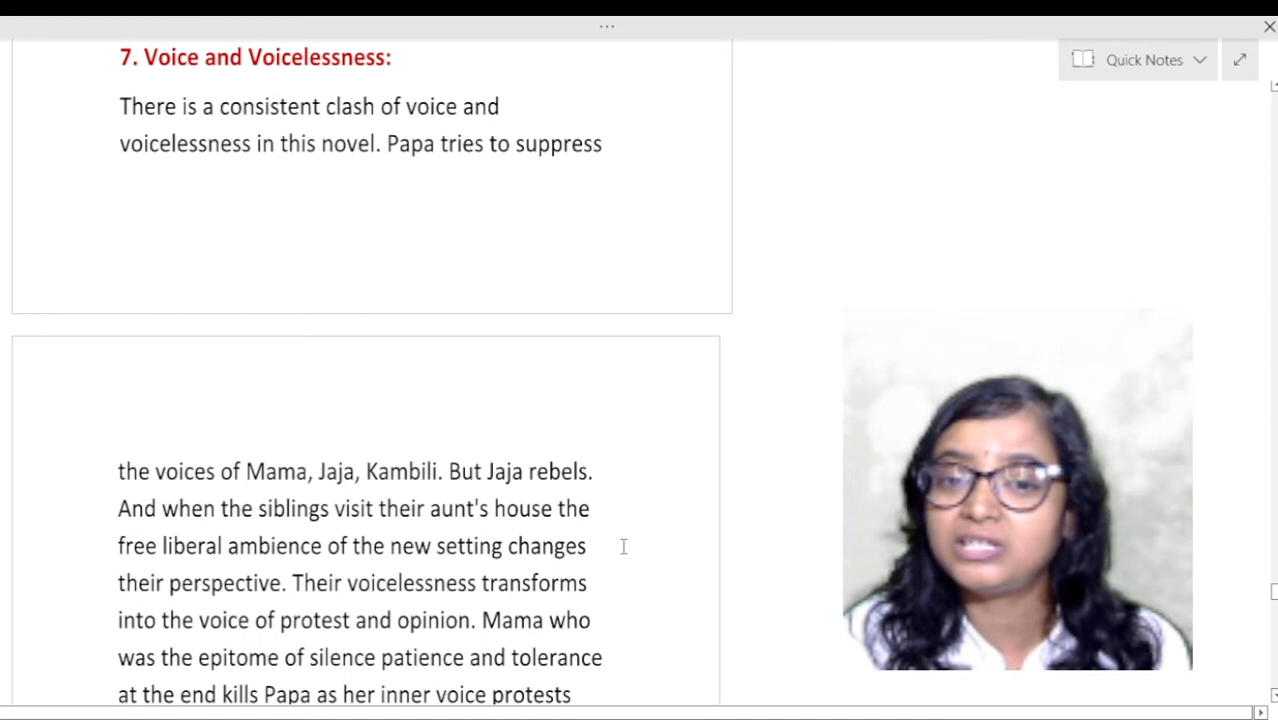 7. Voice and Voicelessness:
Quick Notes
There is a consistent clash of voice and
voicelessness in this novel. Papa tries to suppress
the voices of Mama, Jaja, Kambili. But Jaja rebels.
And when the siblings visit their aunt's house the
free liberal ambience of the new setting changes
their perspective. Their voicelessness transforms
into the voice of protest and opinion. Mama who
was the epitome of silence patience and tolerance
at the end kills Papa as her inner voice protests